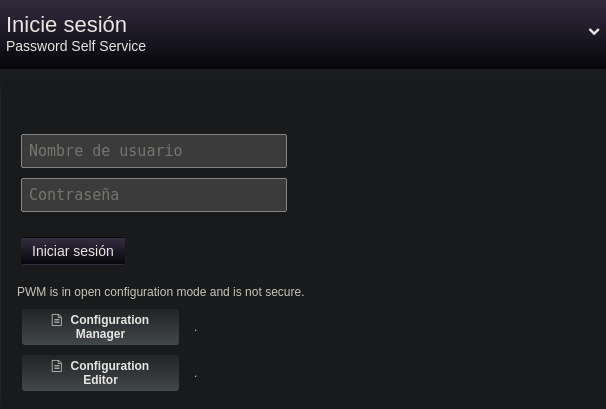 Inicie sesión
Password Self Service
Nombre de usuario
Contraseña
Iniciar sesión
PWM is in open configuration mode and is not secure.
Configuration
Manager
.
Configuration
Editor
.